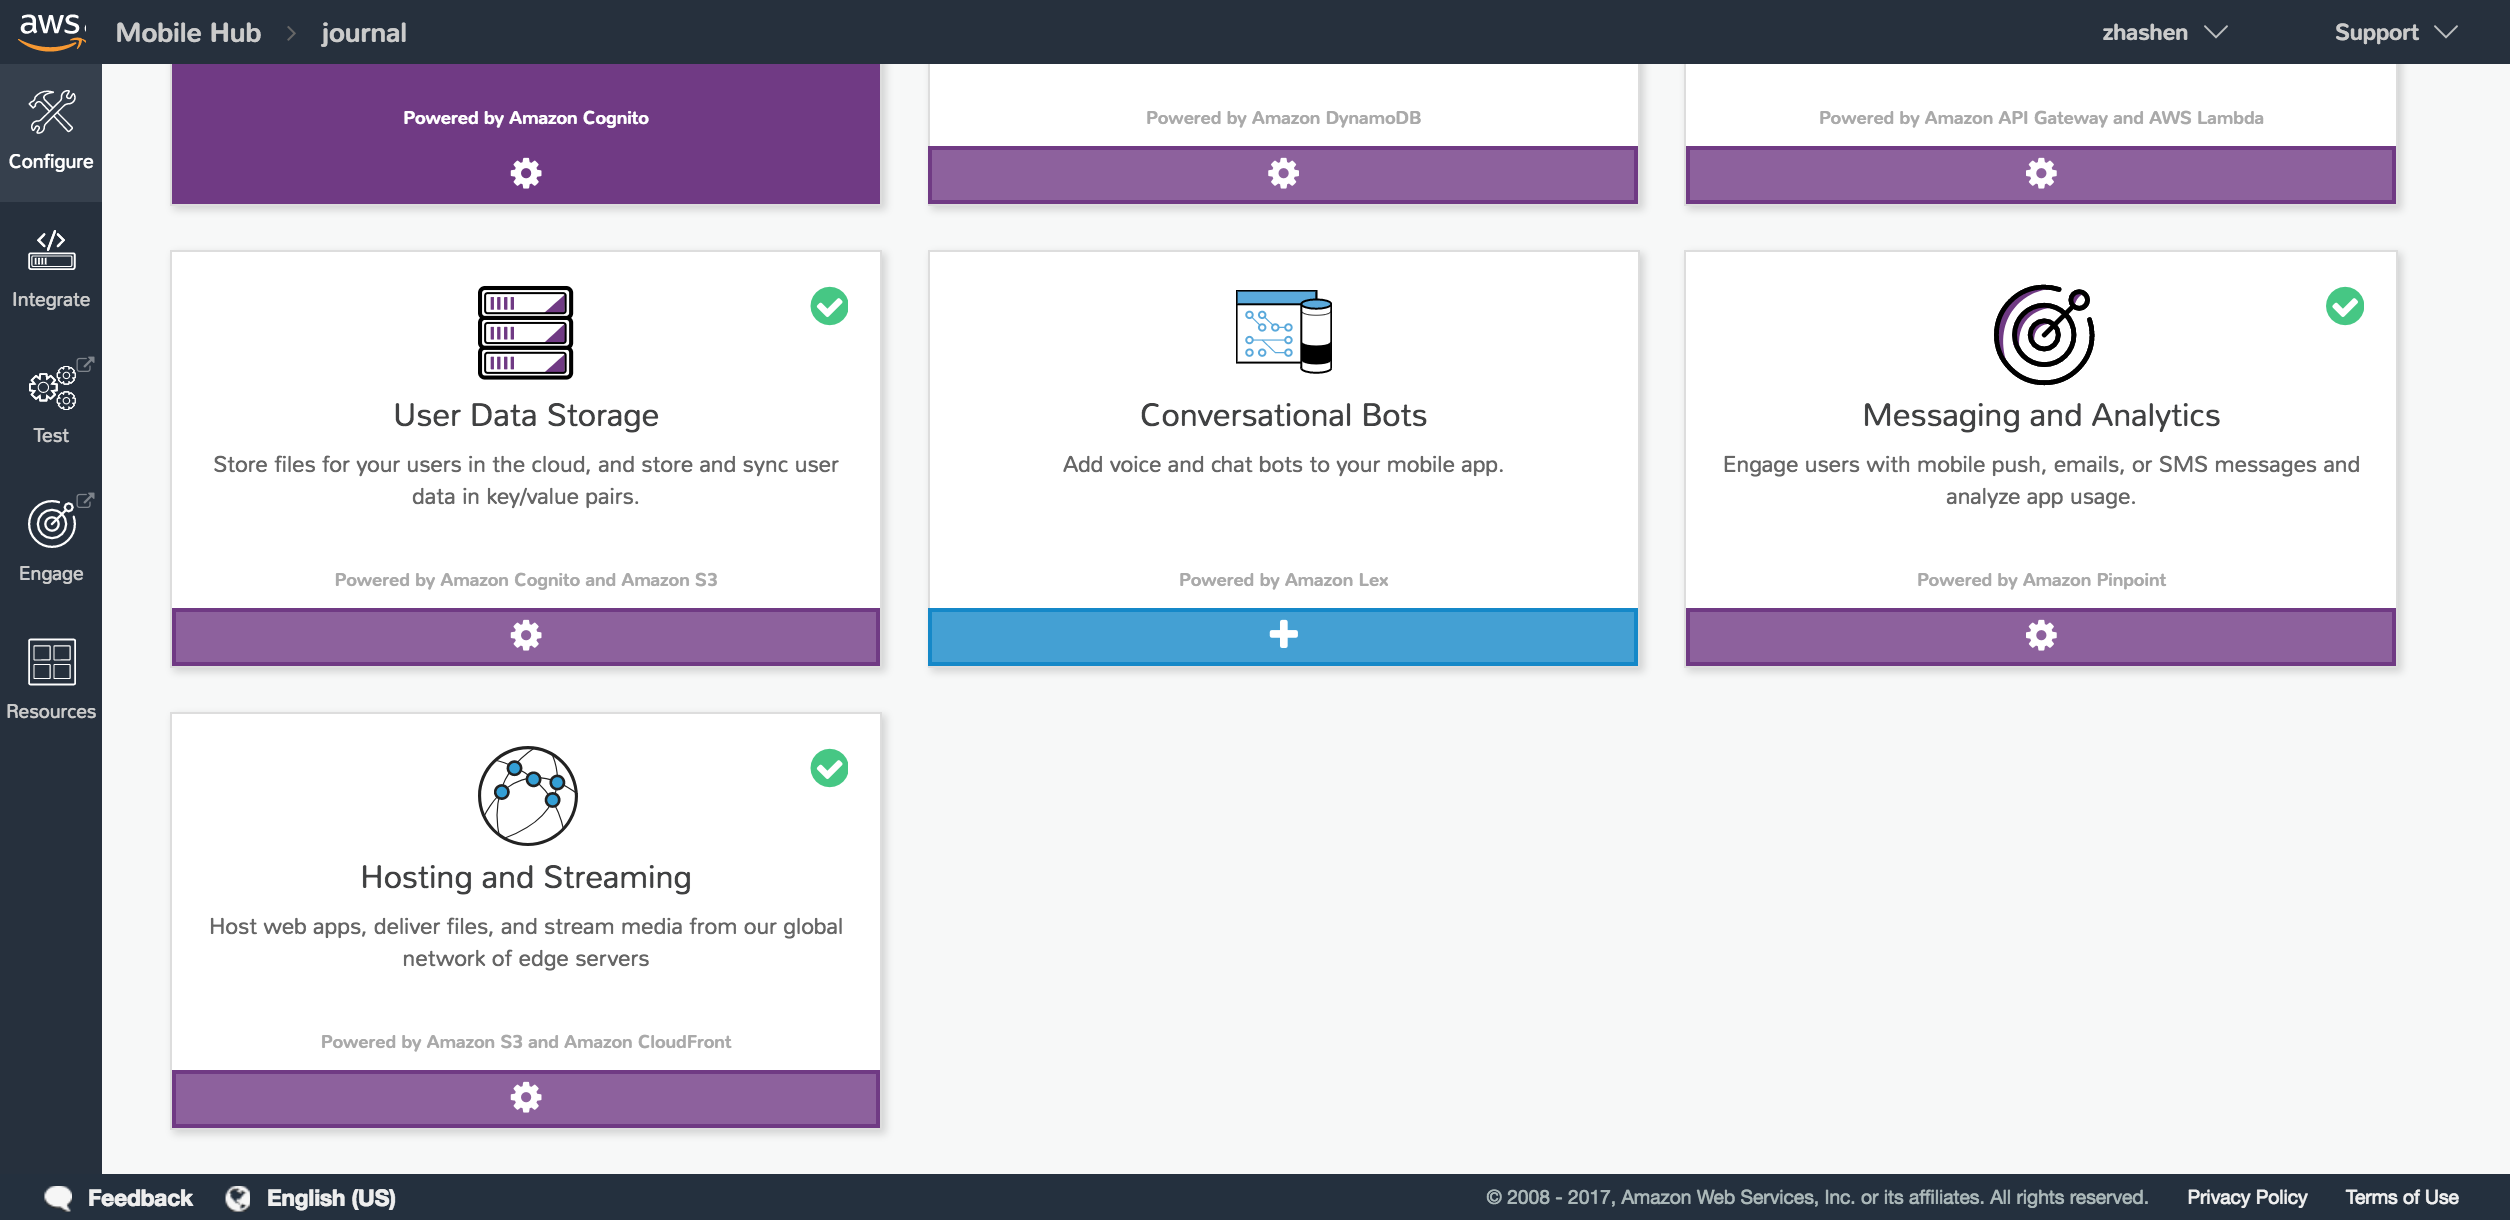 aws
Mobile Hub > journal
zhashen
Support
Configure
Integrate
Test
Engage
Resources
Powered by Amazon Cognito
Powered by Amazon DynamoDB
Powered by Amazon API Gateway and AWS Lambda
User Data Storage
Store files for your users in the cloud, and store and sync user
data in key/value pairs.
Powered by Amazon Cognito and Amazon S3
Conversational Bots
Add voice and chat bots to your mobile app.
Powered by Amazon Lex
Messaging and Analytics
Engage users with mobile push, emails, or SMS messages and
analyze app usage.
Powered by Amazon Pinpoint
Hosting and Streaming
Host web apps, deliver files, and stream media from our global
network of edge servers
Powered by Amazon S3 and Amazon CloudFront
Feedback
English (US)
© 2008 - 2017, Amazon Web Services, Inc. or its affiliates. All rights reserved.
Privacy Policy
Terms of Use